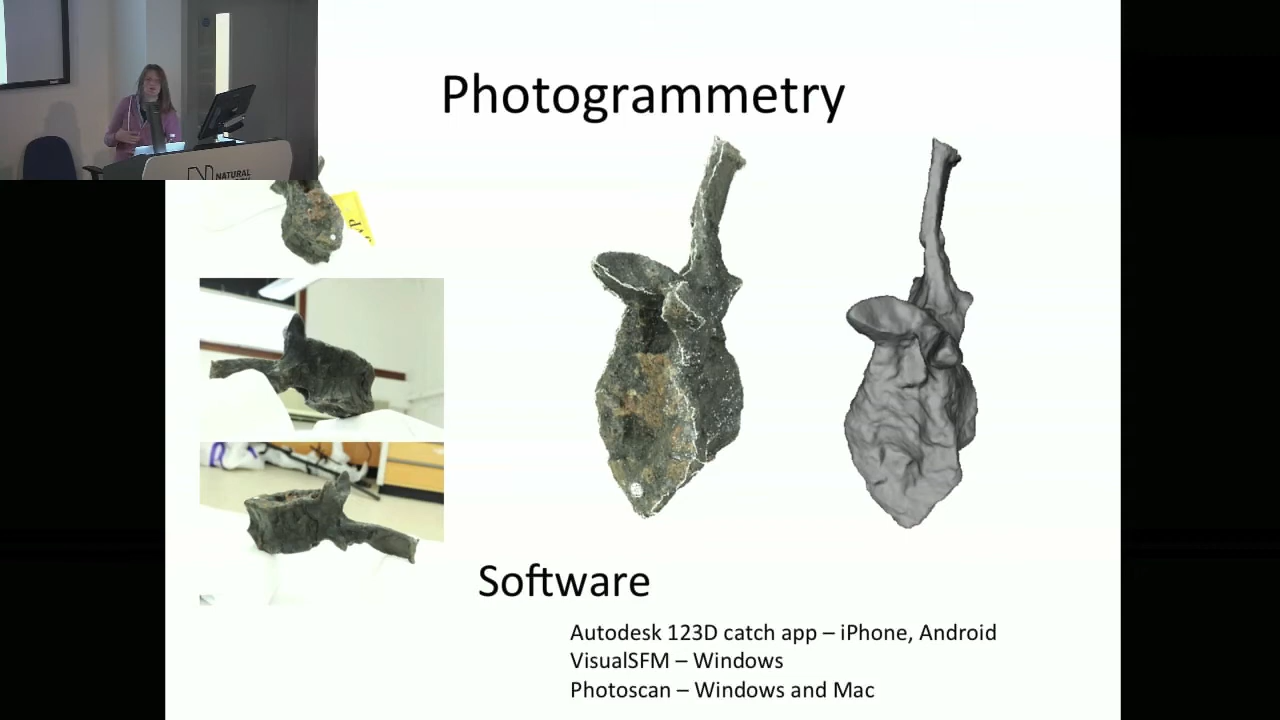 Photogrammetry
NATURAL
Software
Autodesk 123D catch app – iPhone, Android
VisualSFM – Windows
Photoscan – Windows and Mac